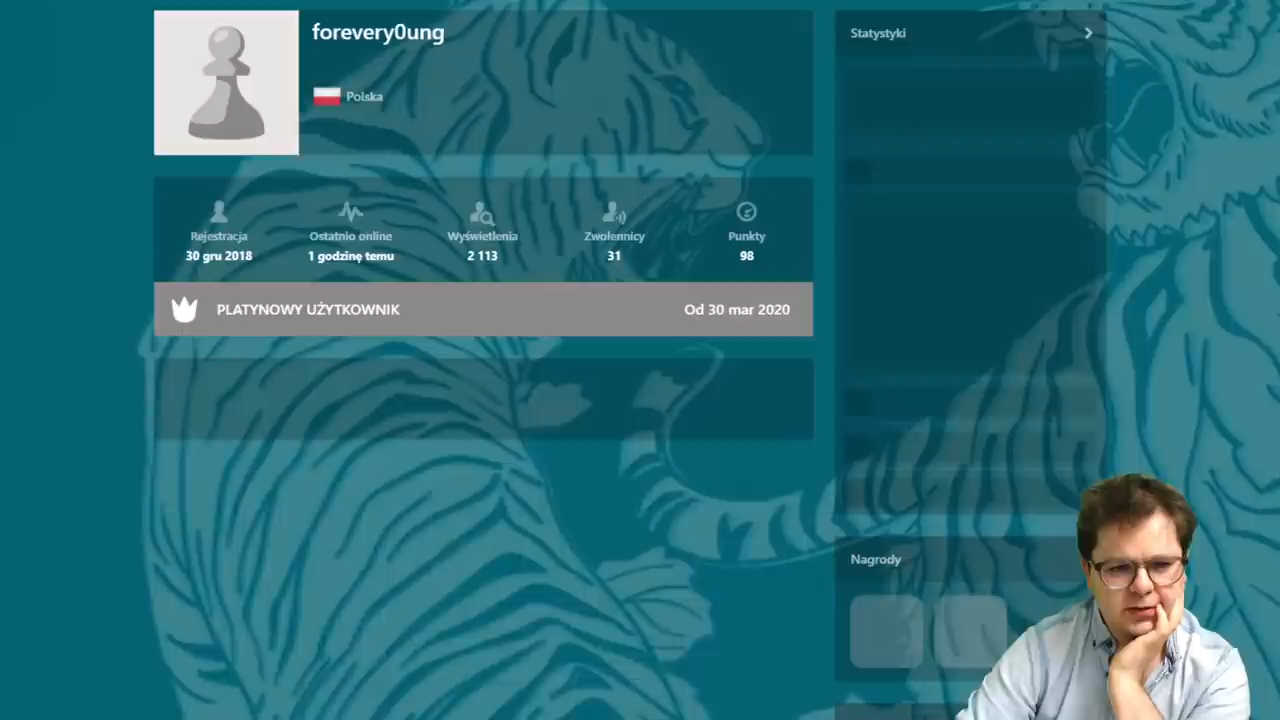 forevery0ung
Polska
Statystyki
Rejestracja
30 gru 2018
Ostatnio online
1 godzinę temu
Wyświetlenia
2 113
Zwolennicy
31
Punkty
98
PLATYNOWY UŻYTKOWNIK
Od 30 mar 2020
Nagrody